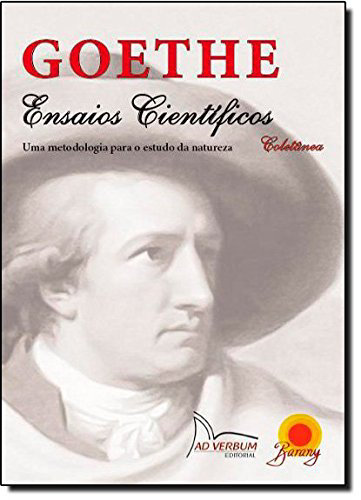 GOETHE
Ensaios Científicos
Uma metodologia para o estudo da natureza
Coletânea
AD VERBUM
EDITORIAL
Barany